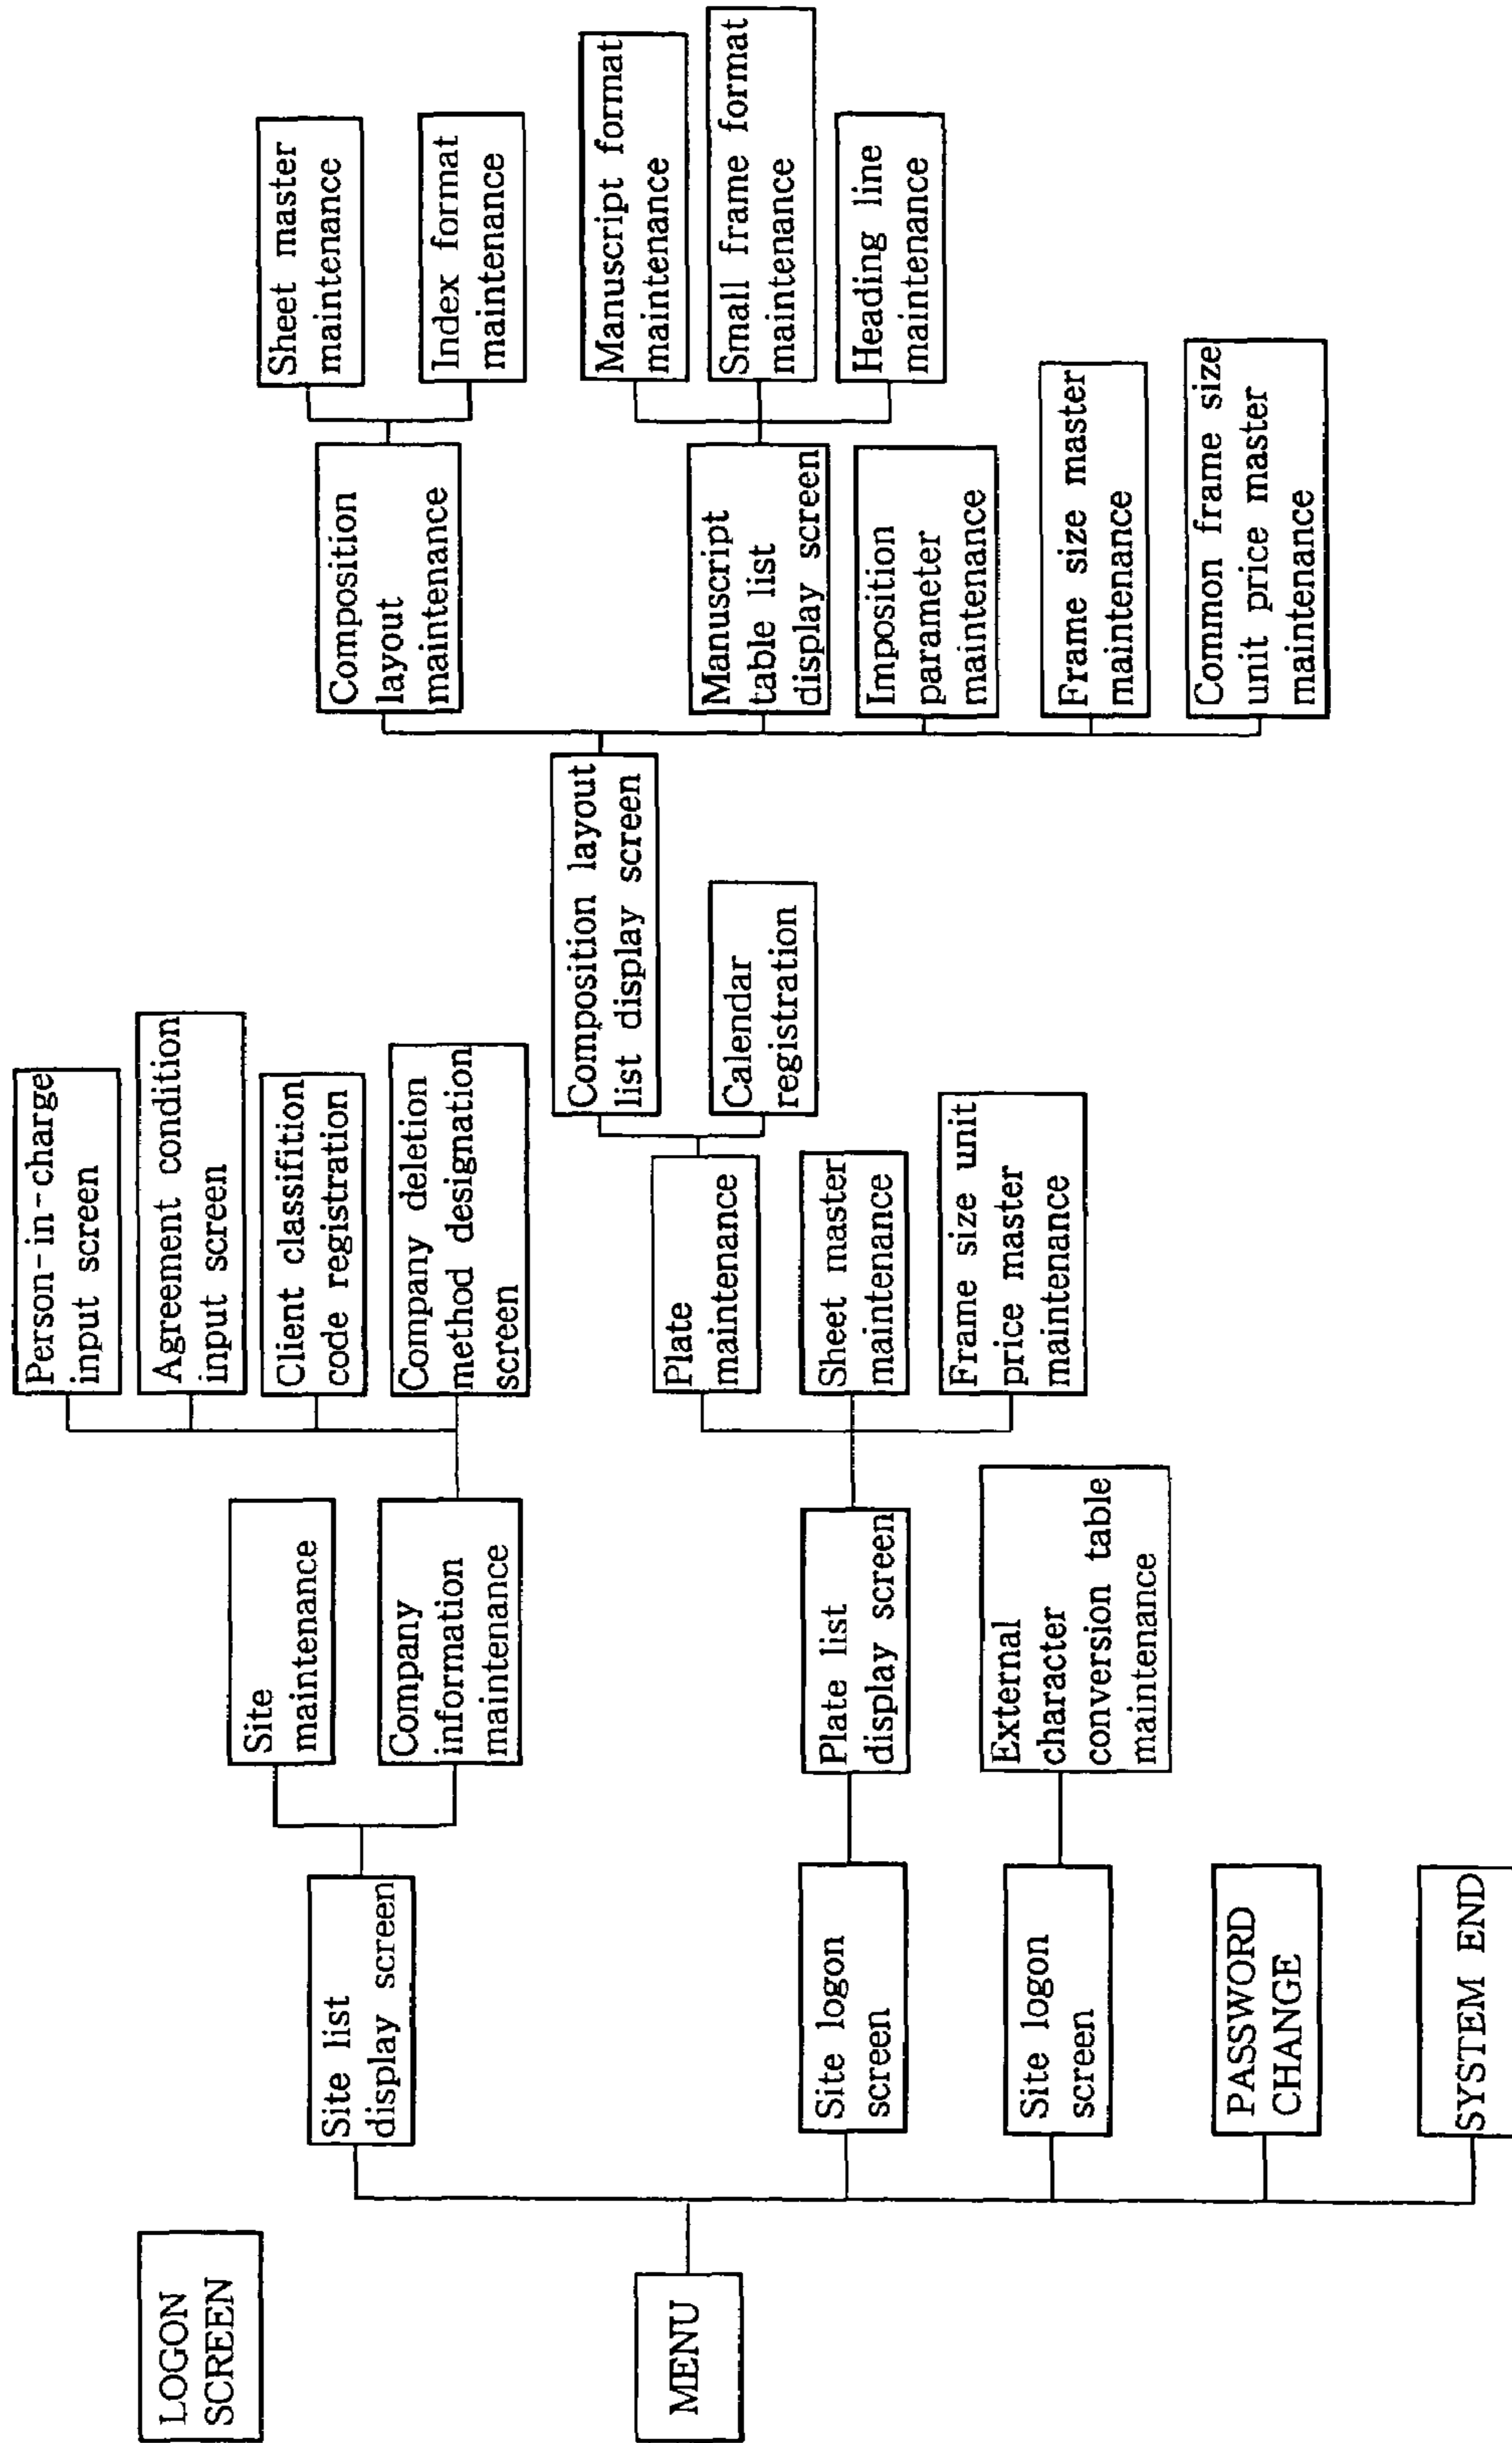 LOGON
SCREEN
MENU
Site list
display screen
Site logon
screen
Site logon
screen
PASSWORD
CHANGE
SYSTEM END
Site
maintenance
Company
information
maintenance
Plate list
display screen
External
character
conversion table
maintenance
Person-in-charge
input screen
Agreement condition
input screen
Client classifition
code registration
Company deletion
method designation
screen
Plate
maintenance
Sheet master
maintenance
Frame size unit
price master
maintenance
Composition layout
list display screen
Calendar
registration
Composition
layout
maintenance
Manuscript
table list
display screen
Imposition
parameter
maintenance
Frame size master
maintenance
Common frame size
unit price master
maintenance
Sheet master
maintenance
Index format
maintenance
Manuscript format
maintenance
Small frame format
maintenance
Heading line
maintenance